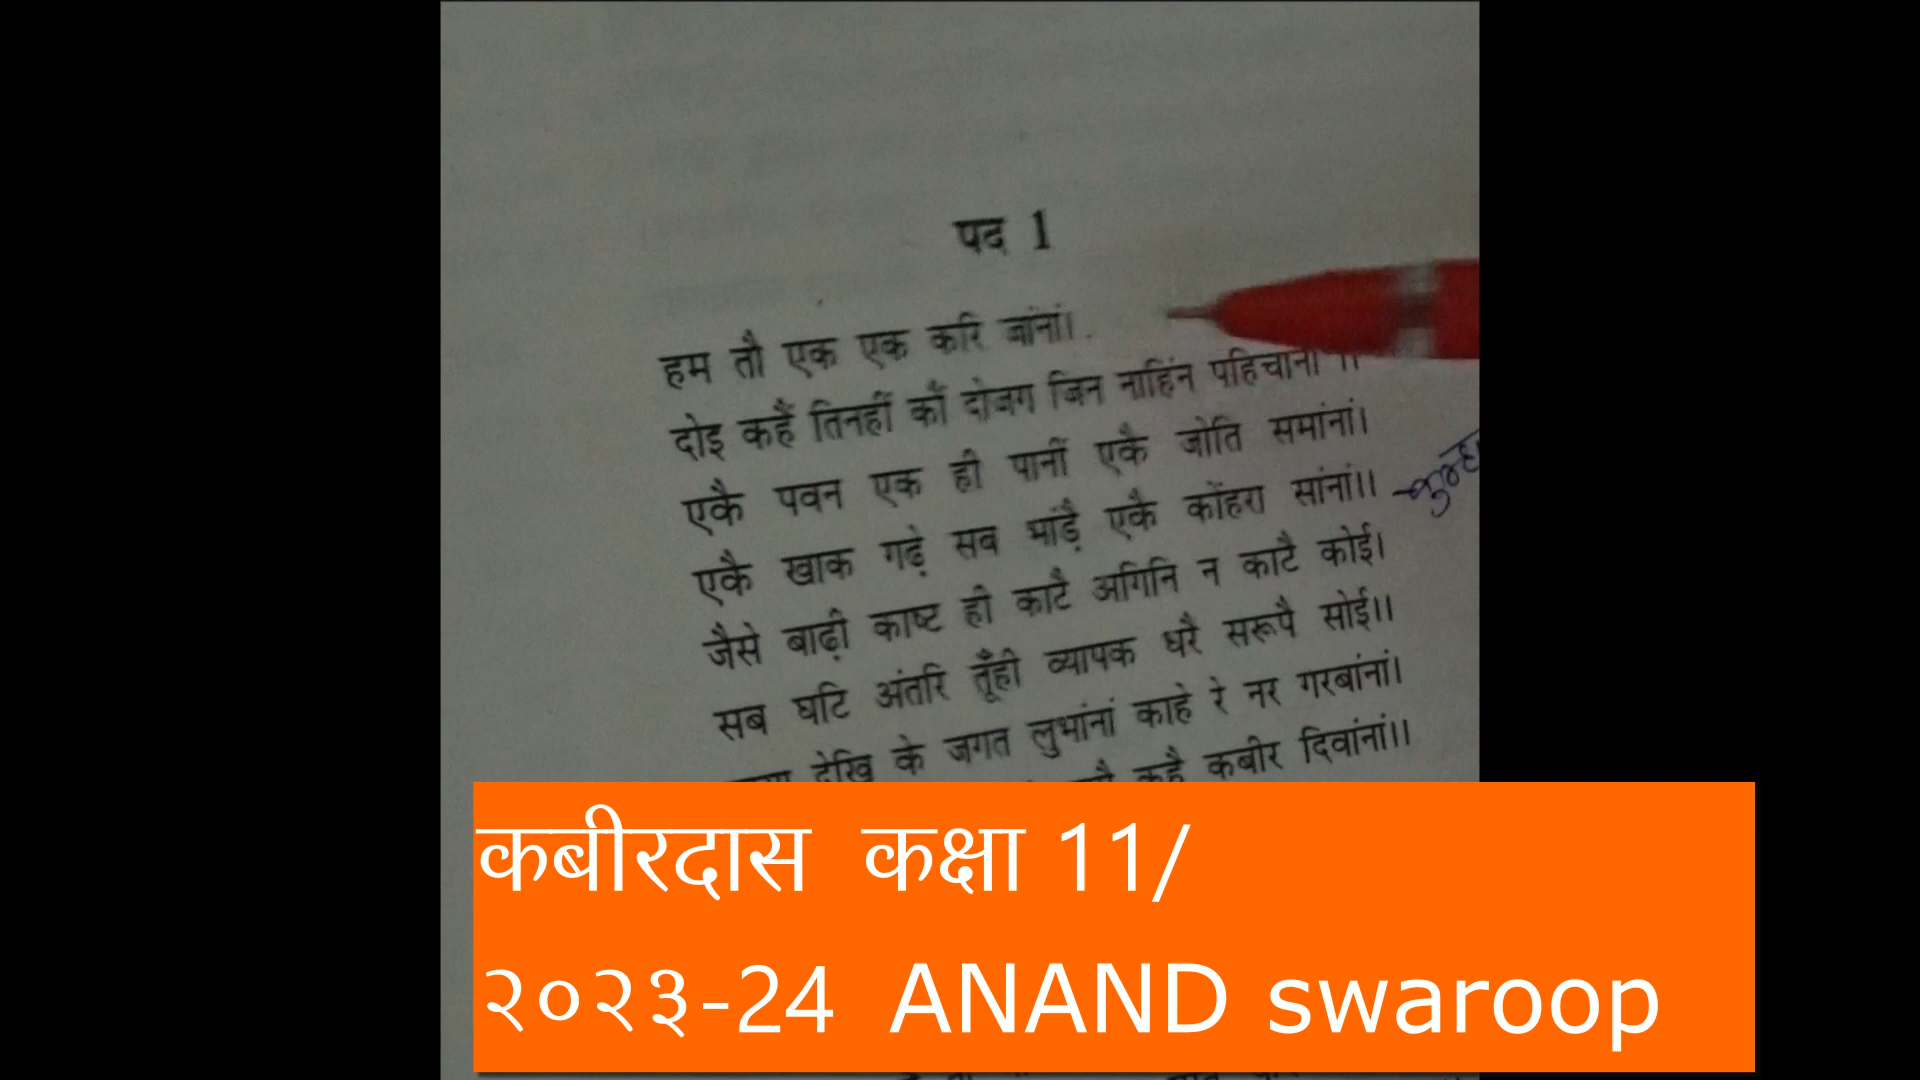 पद 1
हम तौ एक एक करि जांनां।
दोइ कहैं तिनहीं कौं दोजग जिन नाहिंन पहिचांनां ।।
एकै पवन एक ही पानीं एकै जोति समांनां।
एकै खाक गढ़े सब भांड़ै एकै कोंहरा सांनां।।
जैसे बाढ़ी काष्ट ही काटै अगिनि न काटै कोई।
सब घटि अंतरि तूँही व्यापक धरै सरूपै सोई।।
देखि के जगत लुभांनां काहे रे नर गरबांनां।
कहै कबीर दिवांनां।।
कबीरदास कक्षा 11/
२०२३-24 ANAND swaroop